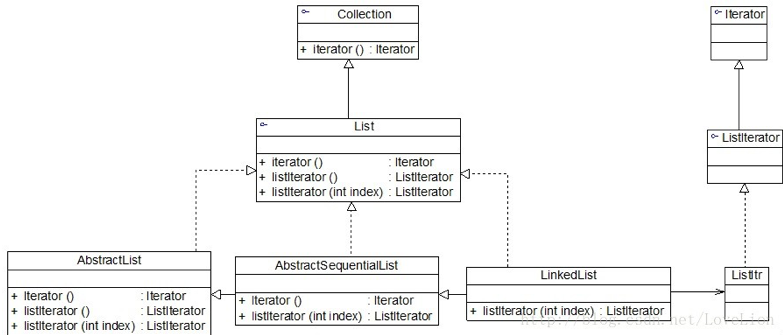 Collection
+ iterator () : Iterator
Iterator
List
+ iterator () : Iterator
+ listIterator () : ListIterator
+ listIterator (int index) : ListIterator
ListIterator
AbstractList
+ Iterator () : Iterator
+ listIterator () : ListIterator
+ listIterator (int index) : ListIterator
AbstractSequentialList
+ Iterator () : Iterator
+ listIterator (int index) : ListIterator
LinkedList
+ listIterator (int index) : ListIterator
ListItr
http://blog.csdn.net/LoveLion